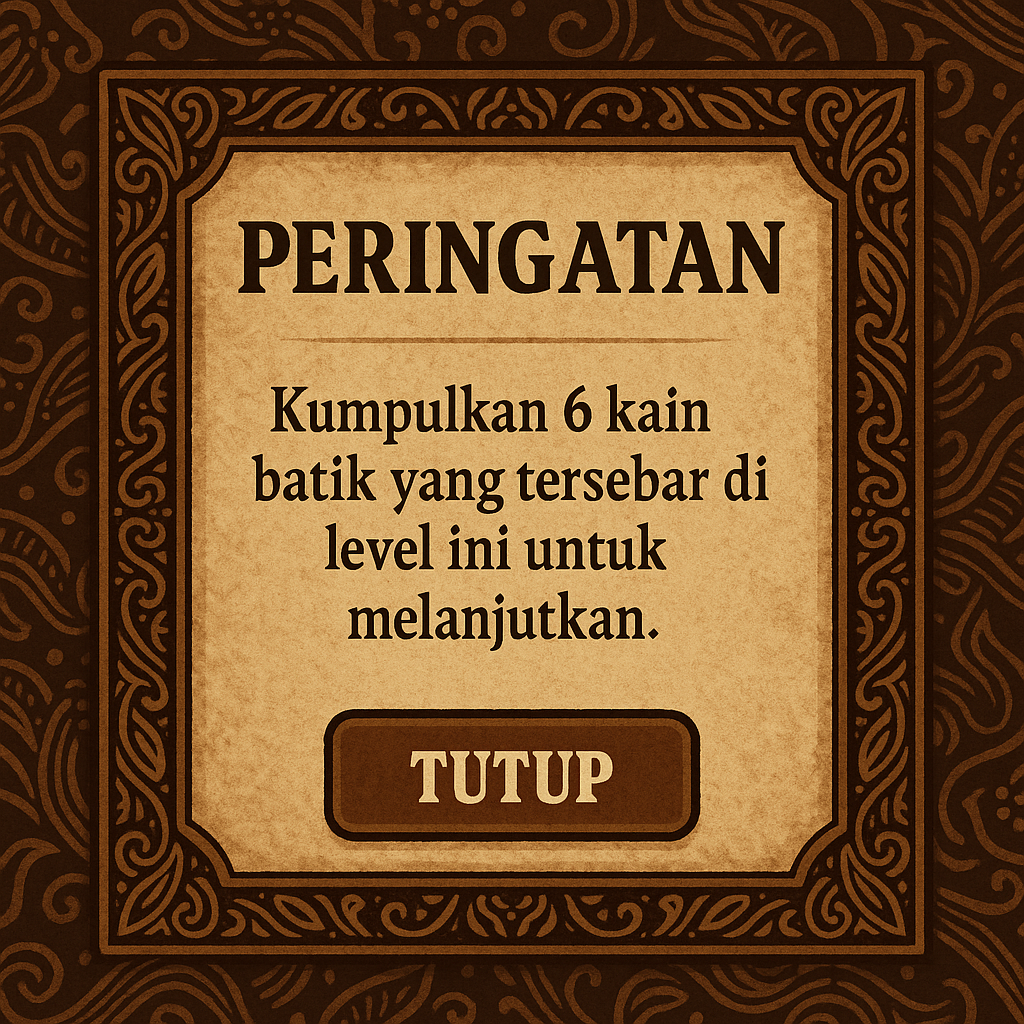 PERINGATAN
Kumpulkan 6 kain
batik yang tersebar di
level ini untuk
melanjutkan.
TUTUP